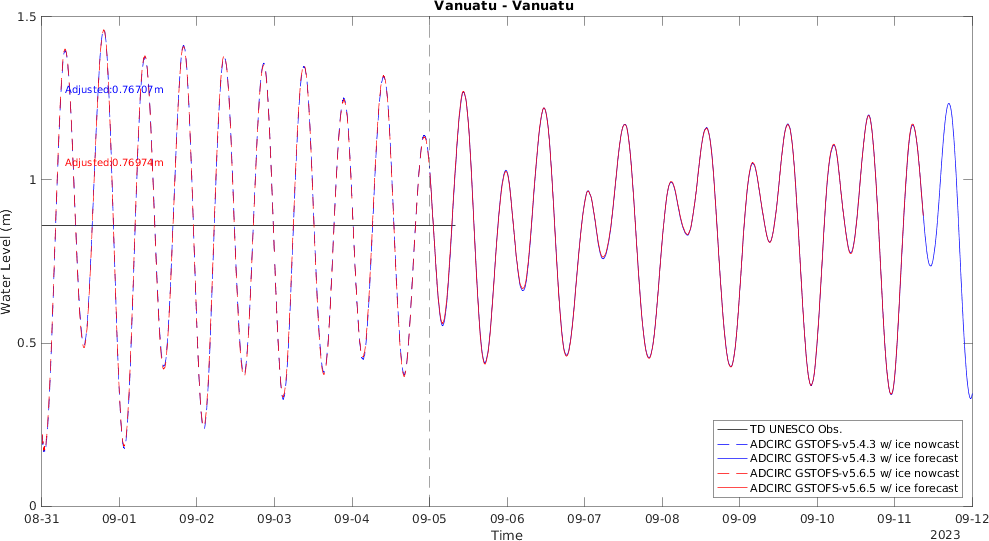 Vanuatu - Vanuatu
1.5
Adjusted:0.76707m
Adjusted:0.76974m
1
Water Level (m)
0.5
0
TD UNESCO Obs.
ADCIRC GSTOFS-v5.4.3 w/ ice nowcast
ADCIRC GSTOFS-v5.4.3 w/ ice forecast
ADCIRC GSTOFS-v5.6.5 w/ ice nowcast
ADCIRC GSTOFS-v5.6.5 w/ ice forecast
08-31 09-01 09-02 09-03 09-04 09-05 09-06 09-07 09-08 09-09 09-10 09-11 09-12
Time
2023